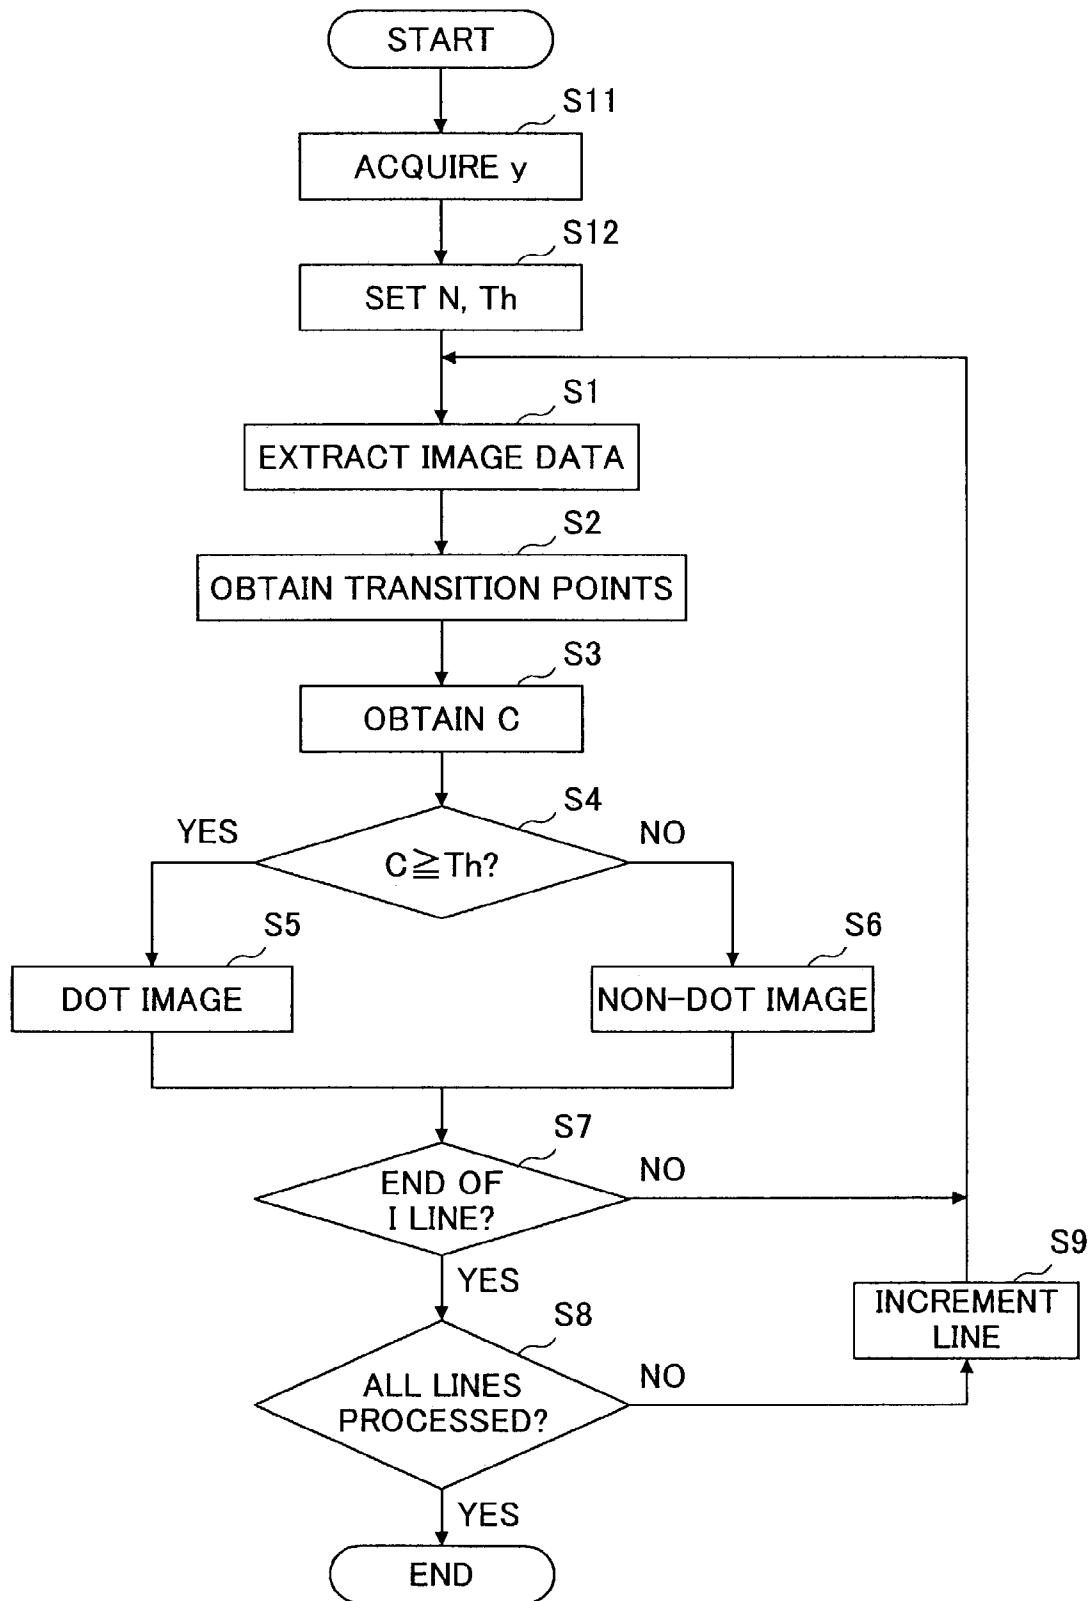 START
S11
ACQUIRE y
S12
SET N, Th
S1
EXTRACT IMAGE DATA
S2
OBTAIN TRANSITION POINTS
S3
OBTAIN C
S4
YES
NO
C≧Th?
S5
S6
DOT IMAGE
NON-DOT IMAGE
S7
NO
END OF
I LINE?
S9
YES
INCREMENT
LINE
S8
NO
ALL LINES
PROCESSED?
YES
END